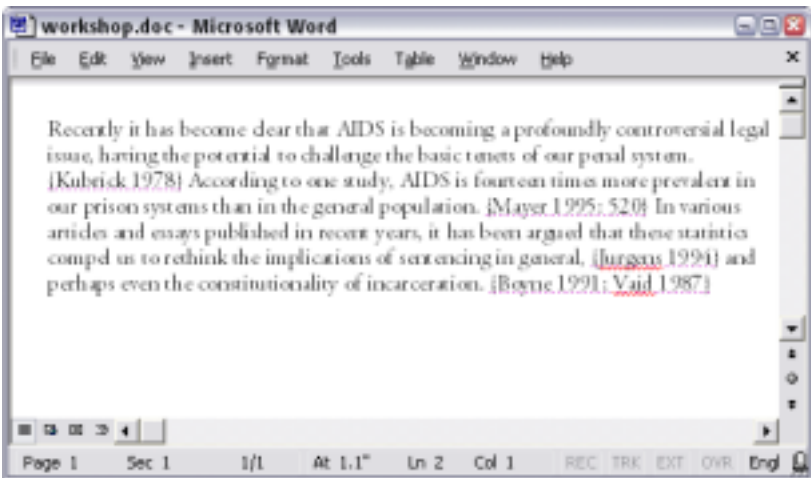 workshop.doc - Microsoft Word
File Edit View Insert Format Tools Table Window Help
Recently it has become clear that AIDS is becoming a profoundly controversial legal
issue, having the potential to challenge the basic tenets of our penal system.
{Kubrick 1978} According to one study, AIDS is fourteen times more prevalent in
our prison systems than in the general population. {Mayer 1995: 520} In various
articles and essays published in recent years, it has been argued that these statistics
compel us to rethink the implications of sentencing in general, {Jurgens 1994} and
perhaps even the constitutionality of incarceration. {Boyne 1991; Vaid 1987}
Page 1 Sec 1 1/1 At 1.1" Ln 2 Col 1 REC TRK EXT OVR Engl